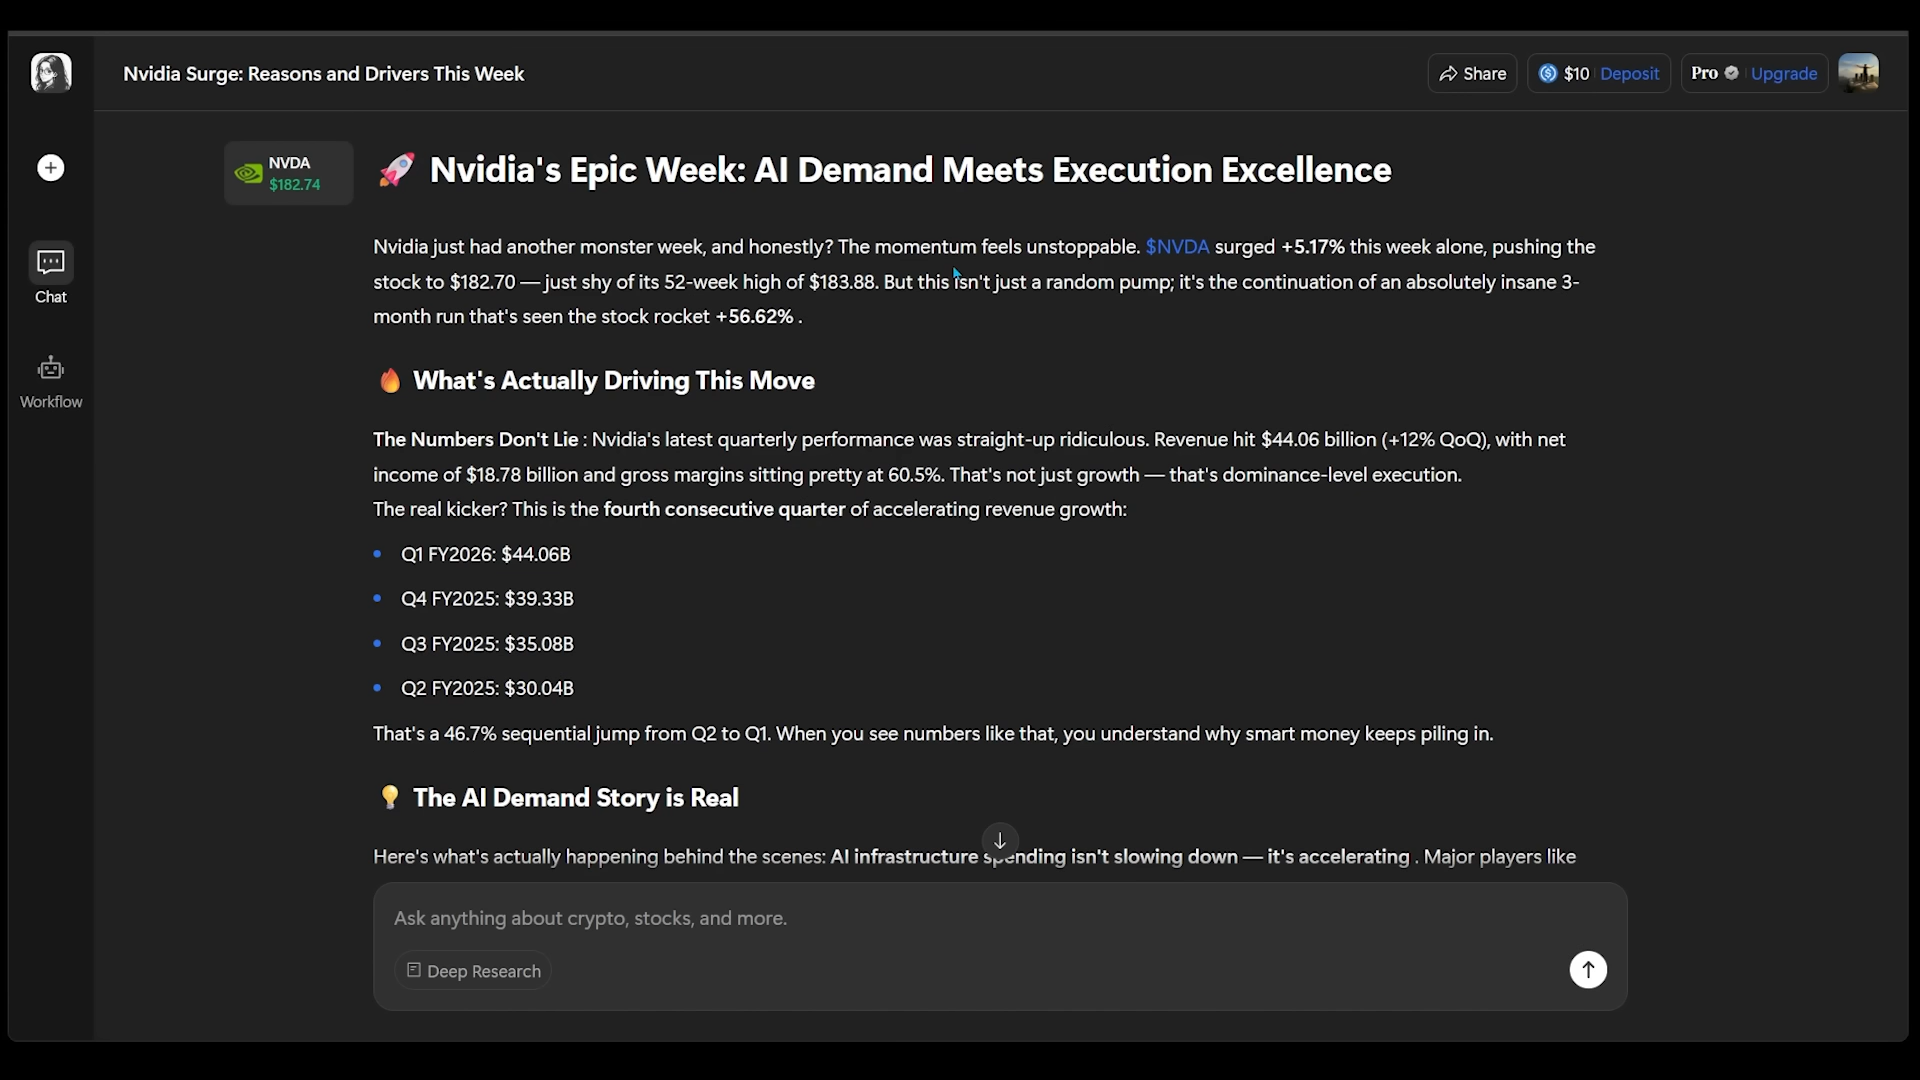 Nvidia Surge: Reasons and Drivers This Week
Share
$10 Deposit
Pro Upgrade
Chat
Workflow
NVDA
$182.74
🚀 Nvidia's Epic Week: AI Demand Meets Execution Excellence
Nvidia just had another monster week, and honestly? The momentum feels unstoppable. $NVDA surged +5.17% this week alone, pushing the
stock to $182.70 — just shy of its 52-week high of $183.88. But this isn't just a random pump; it's the continuation of an absolutely insane 3-
month run that's seen the stock rocket +56.62% .
🔥 What's Actually Driving This Move
The Numbers Don't Lie : Nvidia's latest quarterly performance was straight-up ridiculous. Revenue hit $44.06 billion (+12% QoQ), with net
income of $18.78 billion and gross margins sitting pretty at 60.5%. That's not just growth — that's dominance-level execution.
The real kicker? This is the fourth consecutive quarter of accelerating revenue growth:
• Q1 FY2026: $44.06B
• Q4 FY2025: $39.33B
• Q3 FY2025: $35.08B
• Q2 FY2025: $30.04B
That's a 46.7% sequential jump from Q2 to Q1. When you see numbers like that, you understand why smart money keeps piling in.
💡 The AI Demand Story is Real
Here's what's actually happening behind the scenes: AI infrastructure spending isn't slowing down — it's accelerating . Major players like
Ask anything about crypto, stocks, and more.
Deep Research